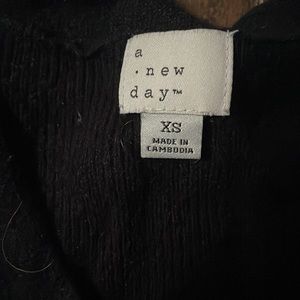 a
. new
day™
XS
MADE IN
CAMBODIA